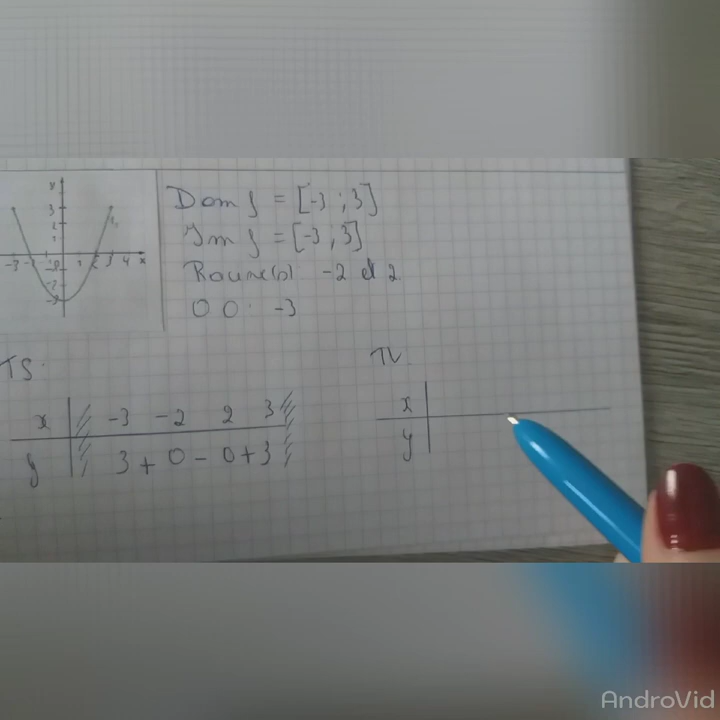 Dom f = [-3 ; 3]
Im f = [-3 ; 3]
-2 et 2
OO: -3
TS:
TV
x -3 -2 2 3
y 3 + 0 - 0 + 3
x
y
AndroVid